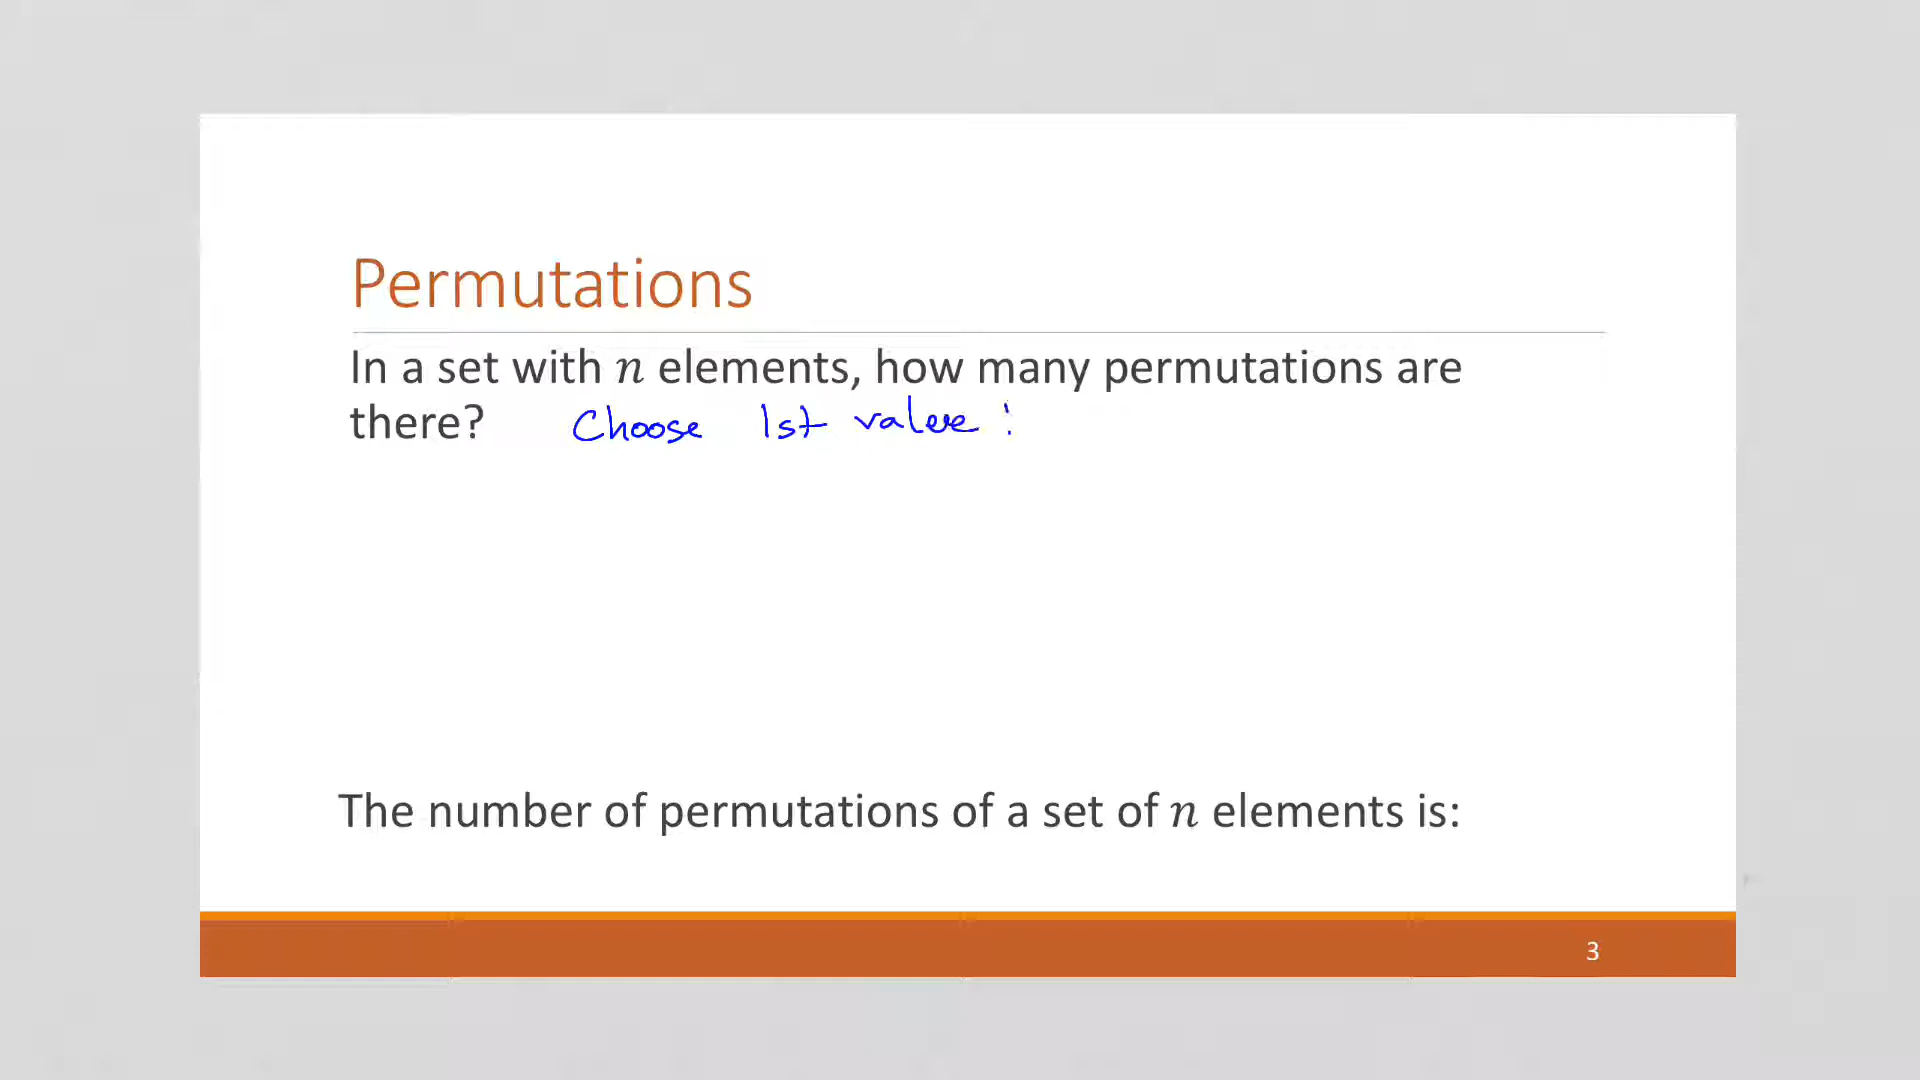 Permutations
In a set with n elements, how many permutations are
there? Choose 1st value :
The number of permutations of a set of n elements is:
3